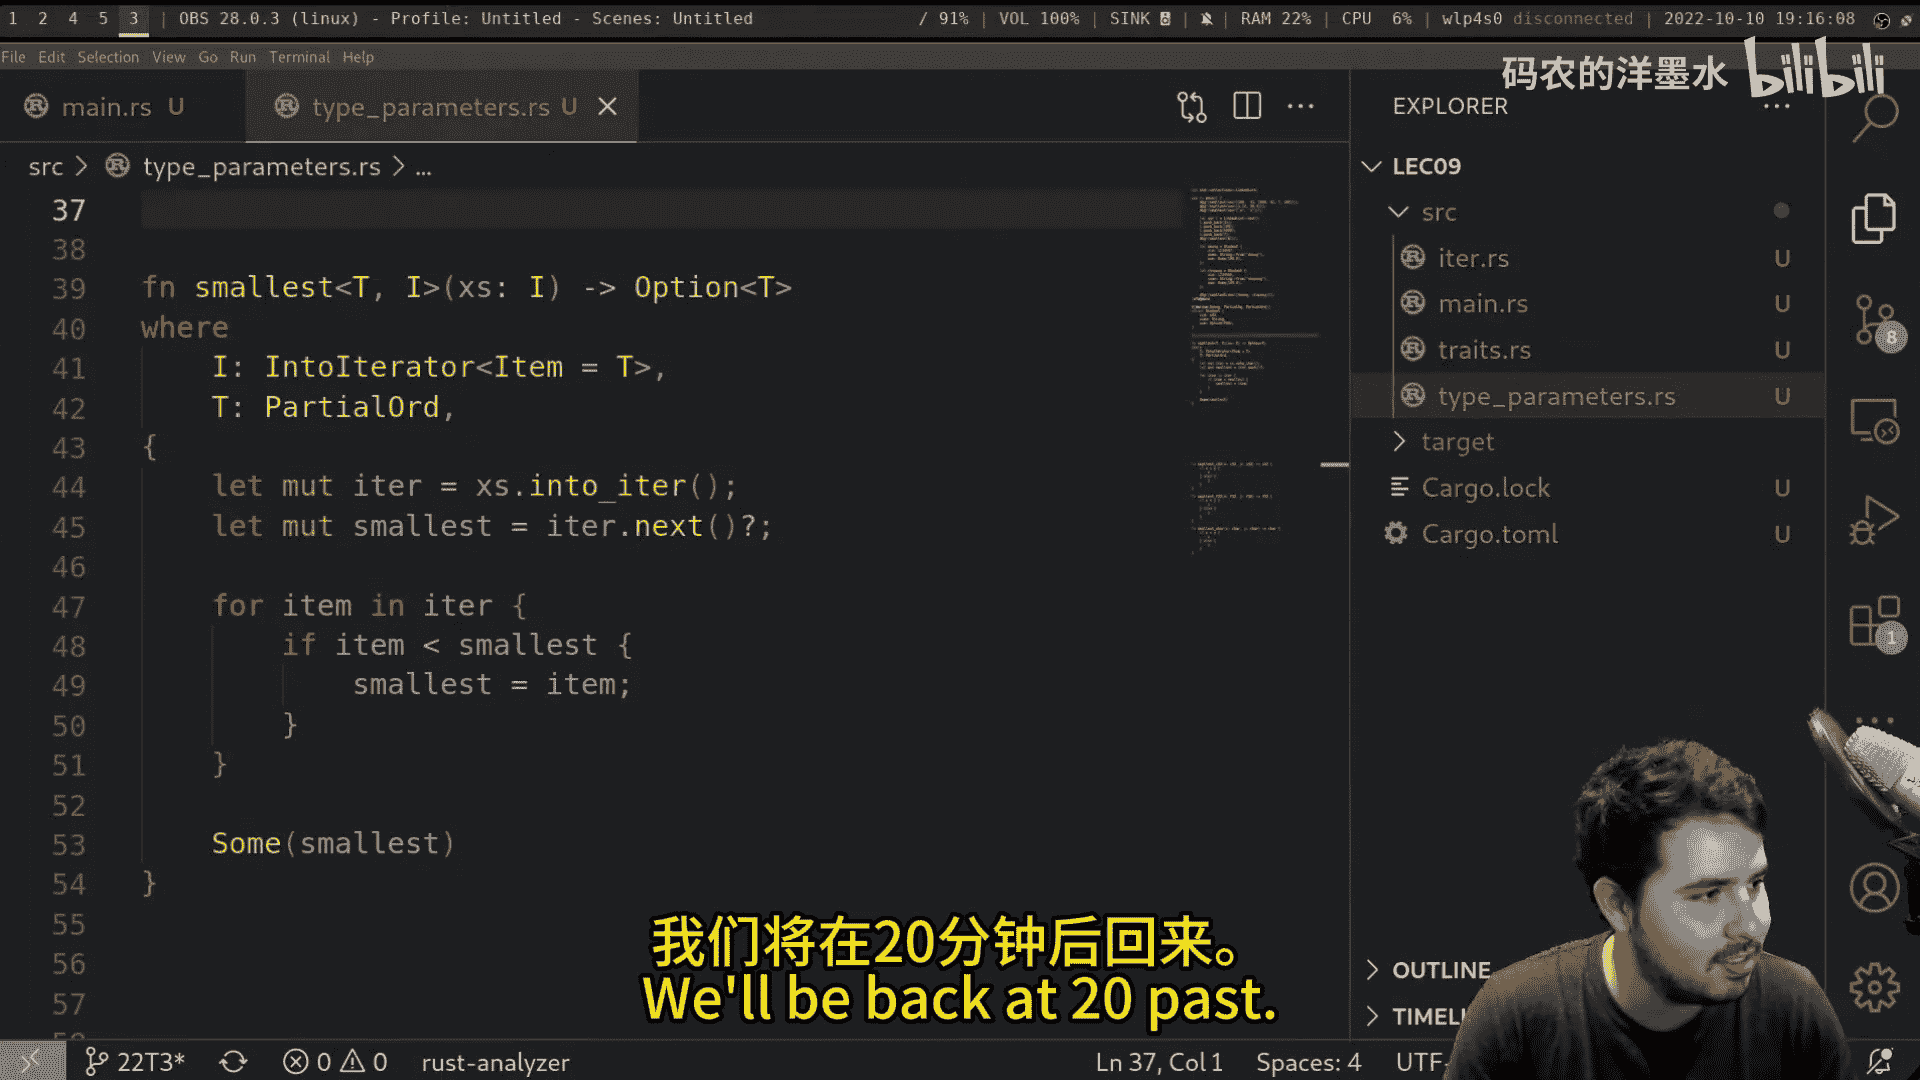 1 2 4 5 3 | OBS 28.0.3 (linux) - Profile: Untitled - Scenes: Untitled
/ 91% | VOL 100% | SINK | | RAM 22% | CPU 6% | wlp4s0 disconnected | 2022-10-10 19:16:08
File Edit Selection View Go Run Terminal Help
码农的洋墨水 bilibili
main.rs U
type_parameters.rs U
src > type_parameters.rs > ...
37
38
39 fn smallest<T, I>(xs: I) -> Option<T>
40 where
41 I: IntoIterator<Item = T>,
42 T: PartialOrd,
43 {
44 let mut iter = xs.into_iter();
45 let mut smallest = iter.next()?;
46
47 for item in iter {
48 if item < smallest {
49 smallest = item;
50 }
51 }
52
53 Some(smallest)
54 }
55
56
57
EXPLORER
LEC09
src
iter.rs U
main.rs U
traits.rs U
type_parameters.rs U
target
Cargo.lock U
Cargo.toml U
8
1
OUTLINE
我们将在20分钟后回来。
We'll be back at 20 past.
22T3* 0 0 rust-analyzer
Ln 37, Col 1 Spaces: 4